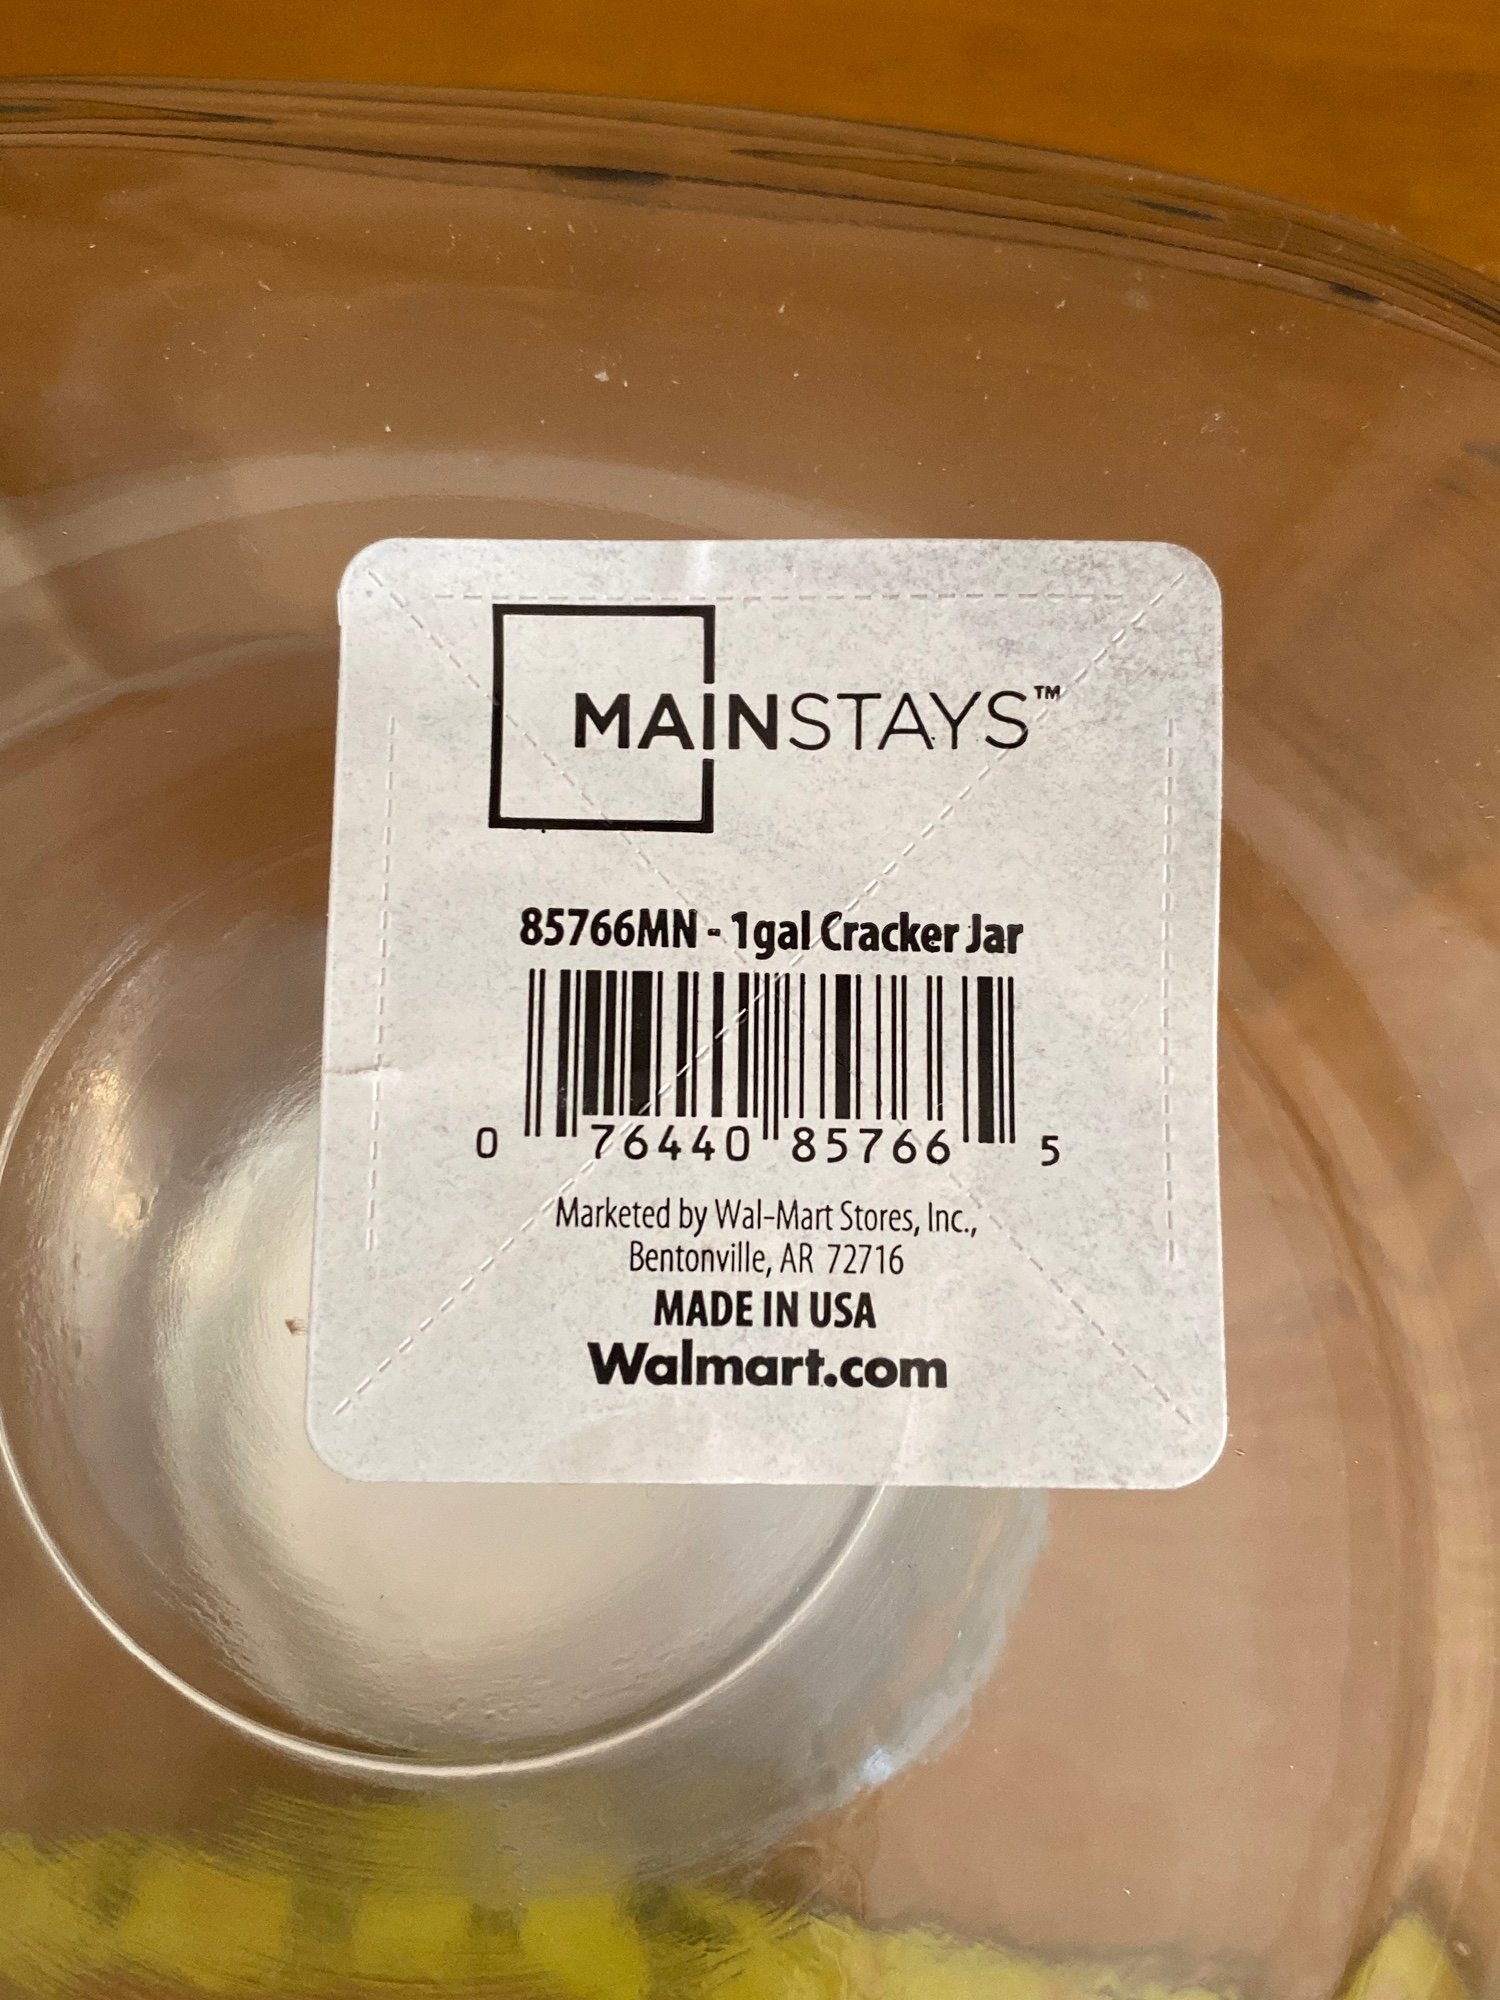 MAINSTAYS™
85766MN - 1gal Cracker Jar
0 76440 85766 5
Marketed by Wal-Mart Stores, Inc.,
Bentonville, AR 72716
MADE IN USA
Walmart.com